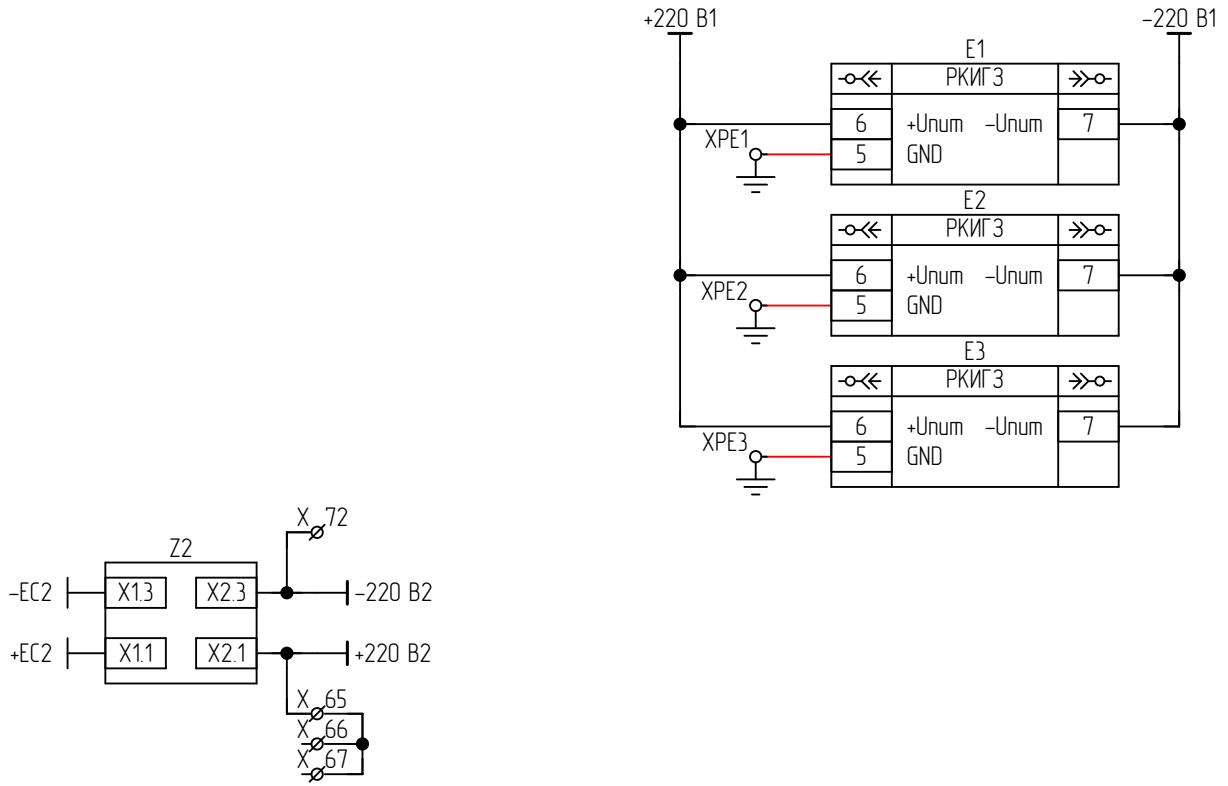 +220 В1
-220 В1
E1
РКИГ3
6 +Uпит -Uпит 7
XPE1
5 GND
E2
РКИГ3
6 +Uпит -Uпит 7
XPE2
5 GND
E3
РКИГ3
6 +Uпит -Uпит 7
XPE3
5 GND
X 72
Z2
-EC2 X1.3 X2.3 -220 В2
+EC2 X1.1 X2.1 +220 В2
X 65
X 66
X 67